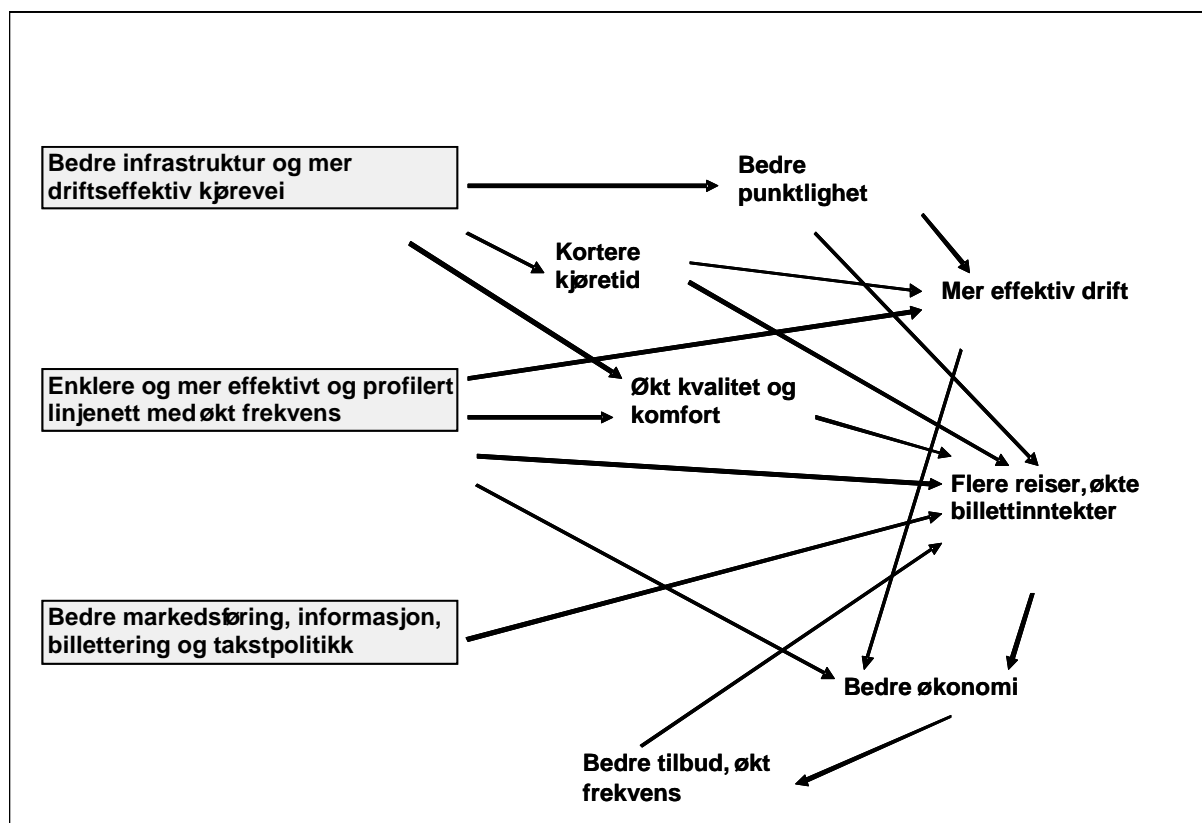 Bedre infrastruktur og mer
driftseffektiv kjørevei
Bedre
punktlighet
Kortere
kjøretid
Mer effektiv drift
Enklere og mer effektivt og profilert
linjenett med økt frekvens
Økt kvalitet og
komfort
Flere reiser, økte
billettinntekter
Bedre markedsføring, informasjon,
billettering og takstpolitikk
Bedre økonomi
Bedre tilbud, økt
frekvens